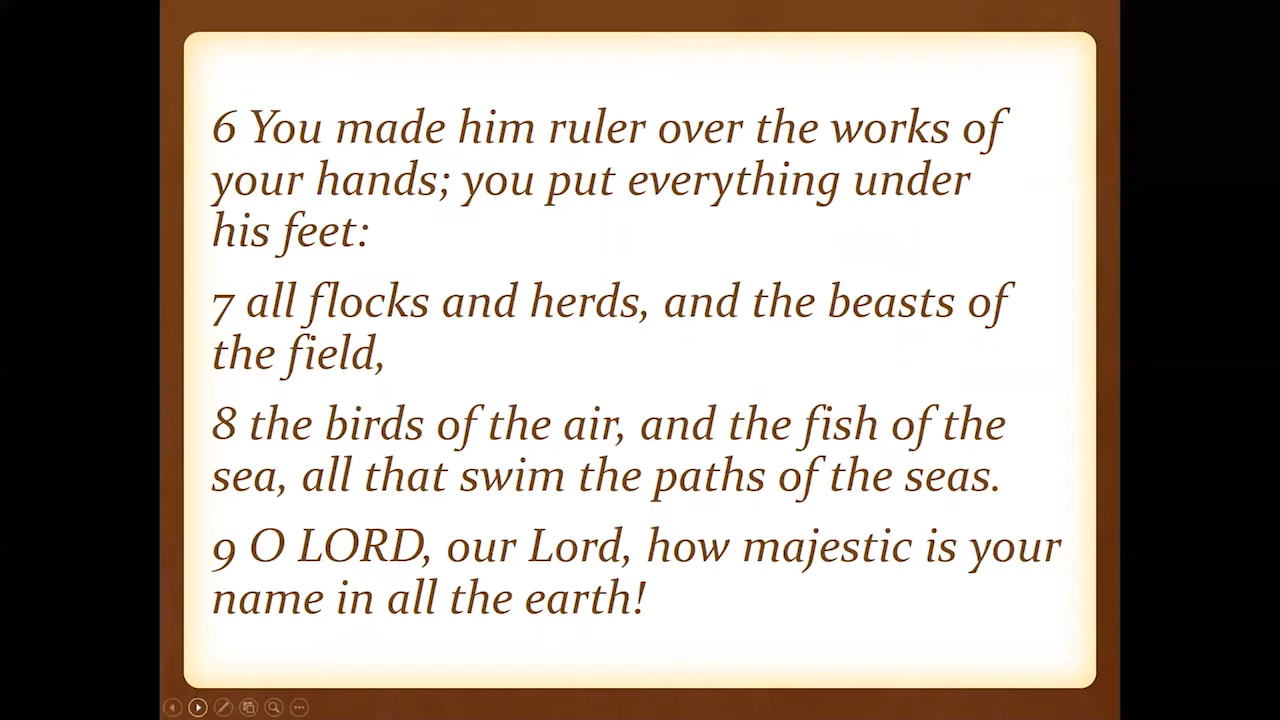 6 You made him ruler over the works of
your hands; you put everything under
his feet:
7 all flocks and herds, and the beasts of
the field,
8 the birds of the air, and the fish of the
sea, all that swim the paths of the seas.
9 O LORD, our Lord, how majestic is your
name in all the earth!